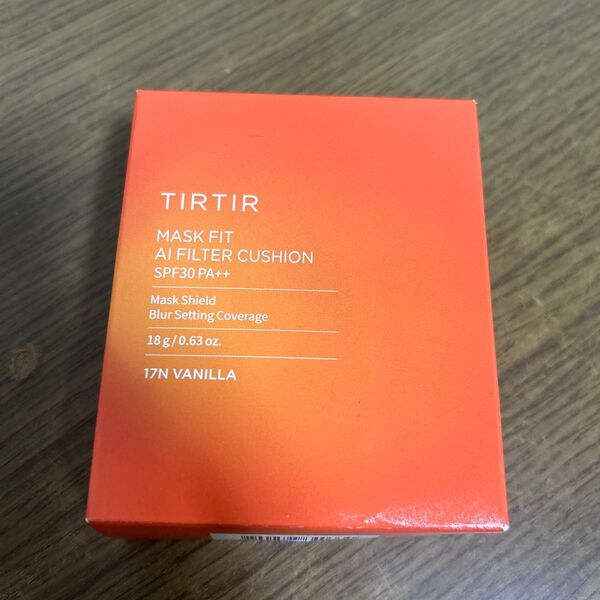 TIRTIR
MASK FIT
AI FILTER CUSHION
SPF30 PA++
Mask Shield
Blur Setting Coverage
18 g / 0.63 oz.
17N VANILLA